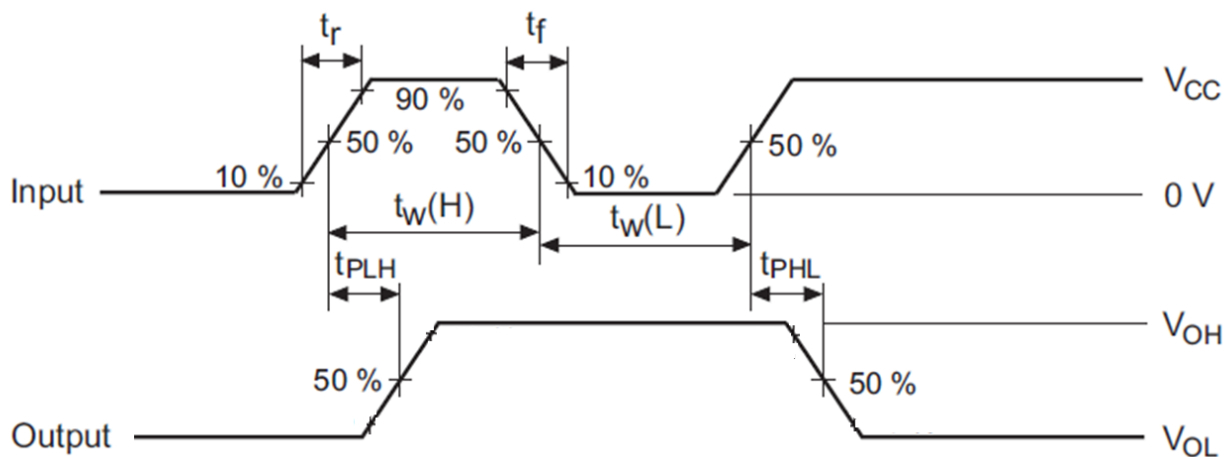 tr
tf
VCC
90 %
50 %
50 %
50 %
10 %
10 %
Input
0 V
tW(H)
tW(L)
tPLH
tPHL
VOH
50 %
50 %
Output
VOL